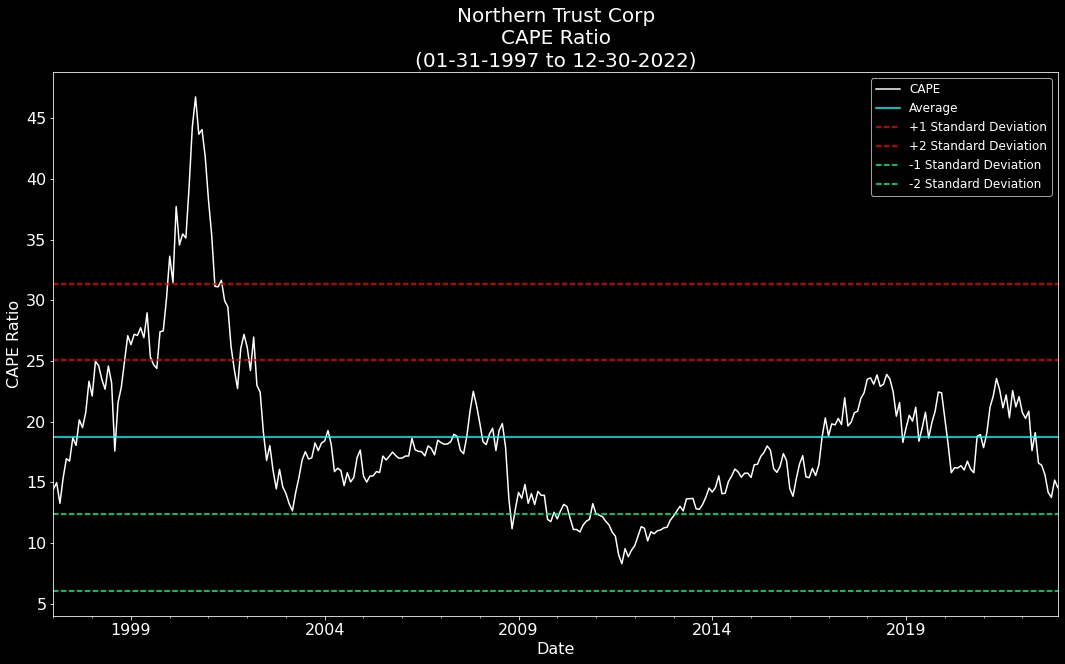 Northern Trust Corp
CAPE Ratio
(01-31-1997 to 12-30-2022)
CAPE
Average
+1 Standard Deviation
+2 Standard Deviation
-1 Standard Deviation
-2 Standard Deviation
CAPE Ratio
45
40
35
30
25
20
15
10
5
1999
2004
2009
2014
2019
Date